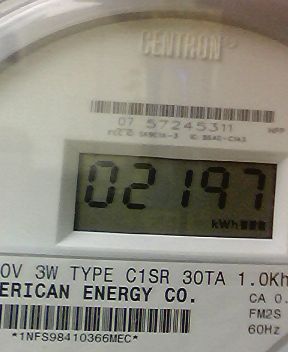 CENTRON
07 57245311
02197
kWh
0V 3W TYPE C1SR 30TA 1.0Kh
ERICAN ENERGY CO.
CA 0.
FM2S
60Hz
*1NFS98410366MEC*